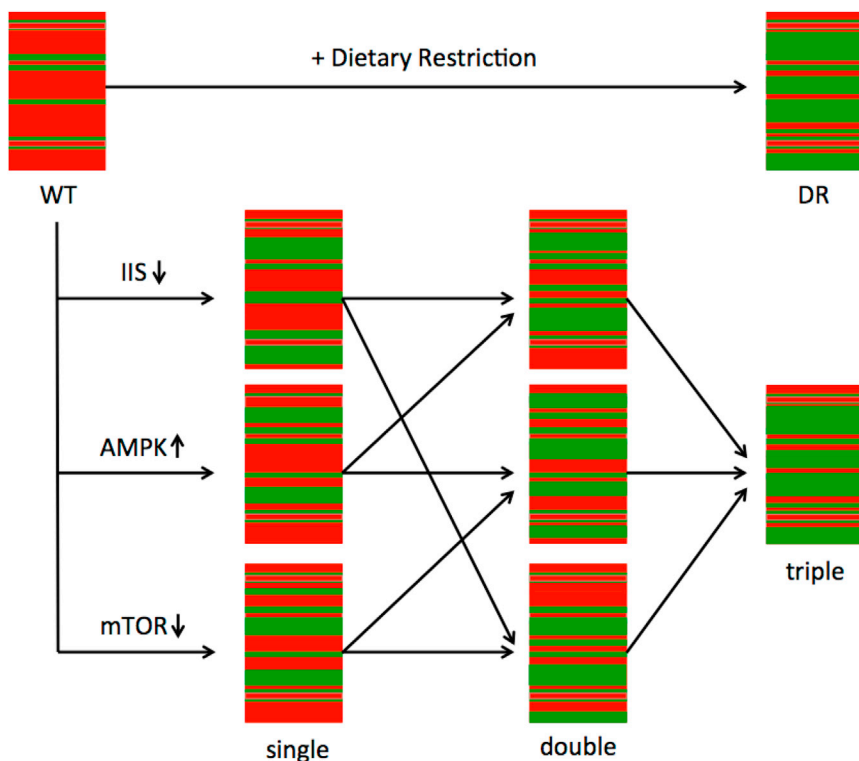 + Dietary Restriction
WT
DR
IIS↓
AMPK↑
mTOR↓
triple
single
double